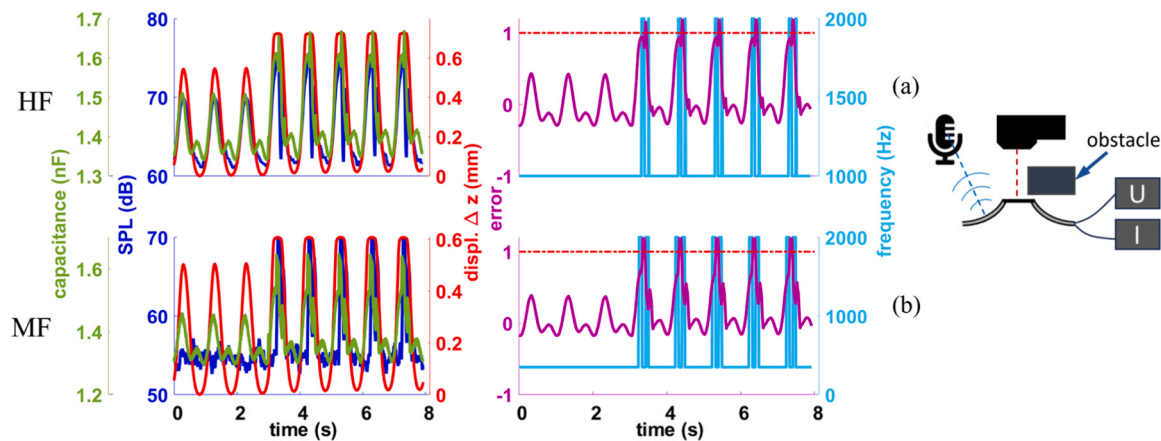 HF
capacitance (nF)
1.7
1.6
1.5
1.4
1.3
SPL (dB)
80
70
60
displ. Δ z (mm)
0.6
0.4
0.2
0
error
1
0
-1
frequency (Hz)
2000
1500
1000
(a)
obstacle
U
I
MF
1.6
1.4
1.2
70
65
60
55
50
0.6
0.4
0.2
0
1
0
-1
2000
1000
0
(b)
0 2 4 6 8
time (s)
0 2 4 6 8
time (s)